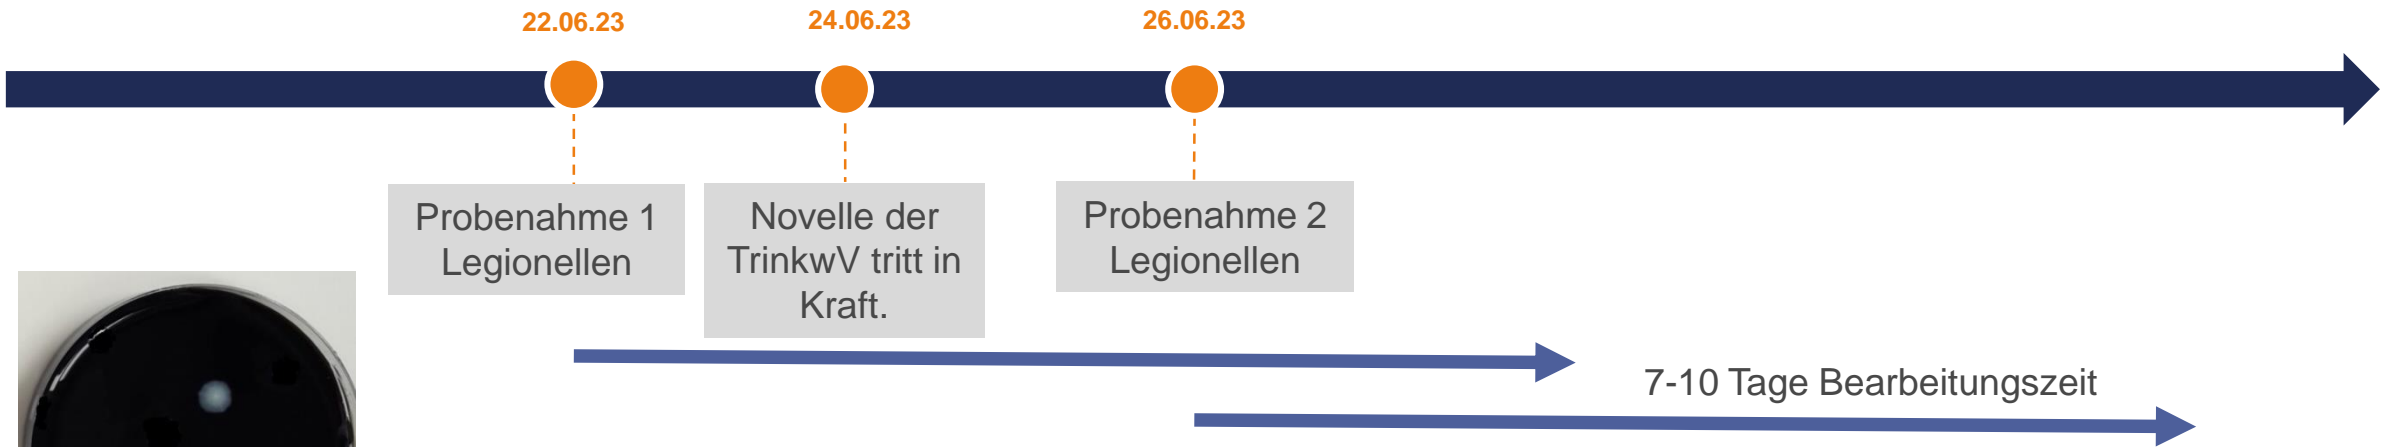 22.06.23
24.06.23
26.06.23
Probenahme 1
Legionellen
Novelle der
TrinkwV tritt in
Kraft.
Probenahme 2
Legionellen
7-10 Tage Bearbeitungszeit